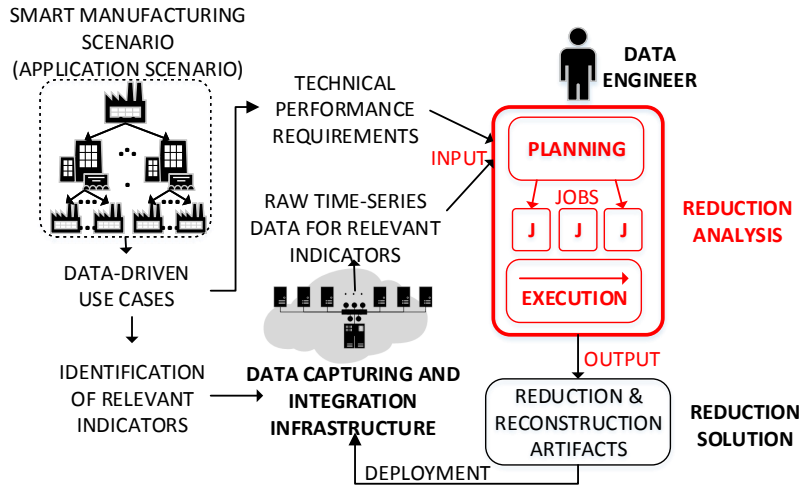 SMART MANUFACTURING
SCENARIO
(APPLICATION SCENARIO)
TECHNICAL
PERFORMANCE
REQUIREMENTS
DATA
ENGINEER
INPUT
PLANNING
JOBS
J J J
EXECUTION
REDUCTION
ANALYSIS
RAW TIME-SERIES
DATA FOR RELEVANT
INDICATORS
DATA-DRIVEN
USE CASES
IDENTIFICATION
OF RELEVANT
INDICATORS
DATA CAPTURING AND
INTEGRATION
INFRASTRUCTURE
OUTPUT
REDUCTION &
RECONSTRUCTION
ARTIFACTS
REDUCTION
SOLUTION
DEPLOYMENT